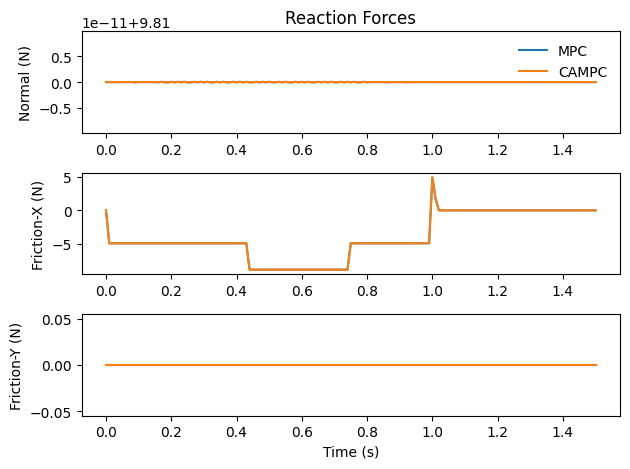 Reaction Forces
1e−11+9.81
Normal (N)
0.5
0.0
−0.5
MPC
CAMPC
0.0 0.2 0.4 0.6 0.8 1.0 1.2 1.4
Friction-X (N)
5
0
−5
0.0 0.2 0.4 0.6 0.8 1.0 1.2 1.4
Friction-Y (N)
0.05
0.00
−0.05
0.0 0.2 0.4 0.6 0.8 1.0 1.2 1.4
Time (s)